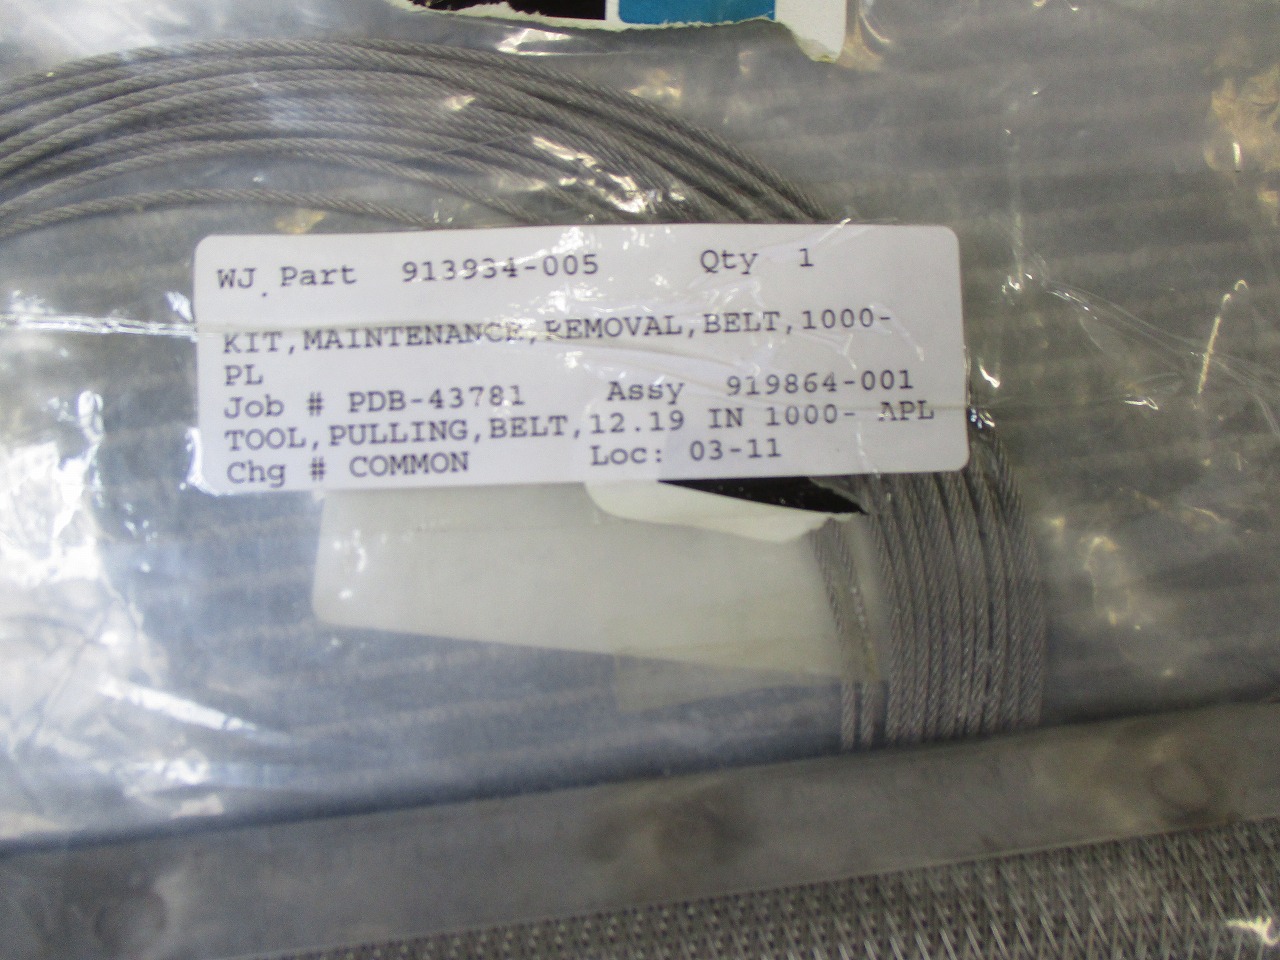 WJ Part 913934-005 Qty 1
KIT,MAINTENANCE,REMOVAL,BELT,1000-
PL
Job # PDB-43781 Assy 919864-001
TOOL,PULLING,BELT,12.19 IN 1000- APL
Chg # COMMON Loc: 03-11